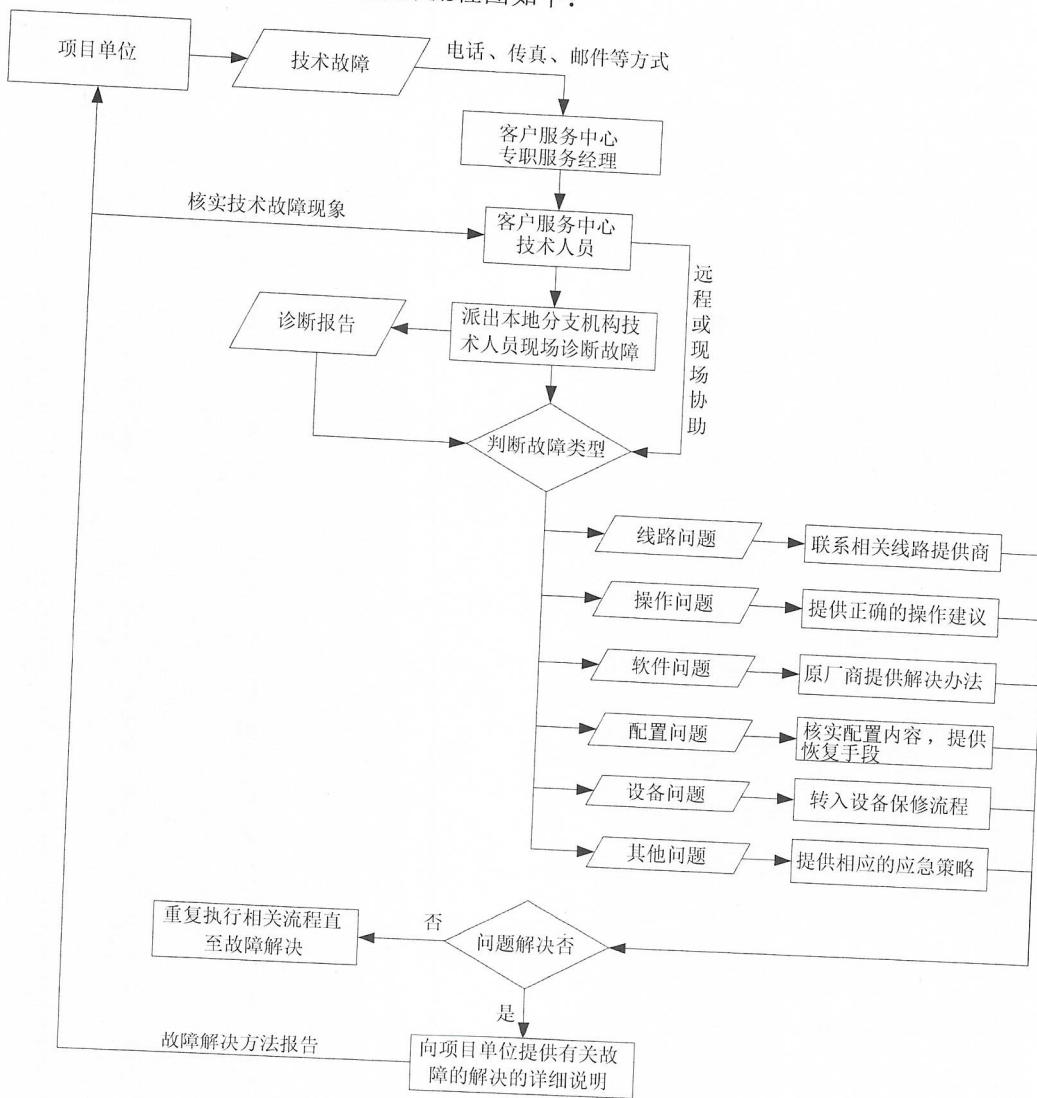 程图如下：
项目单位
技术故障
电话、传真、邮件等方式
客户服务中心
专职服务经理
核实技术故障现象
客户服务中心
技术人员
远程或现场协助
诊断报告
派出本地分支机构技
术人员现场诊断故障
判断故障类型
线路问题
联系相关线路提供商
操作问题
提供正确的操作建议
软件问题
原厂商提供解决办法
配置问题
核实配置内容，提供
恢复手段
设备问题
转入设备保修流程
其他问题
提供相应的应急策略
重复执行相关流程直
至故障解决
否
问题解决否
是
故障解决方法报告
向项目单位提供有关故
障的解决的详细说明